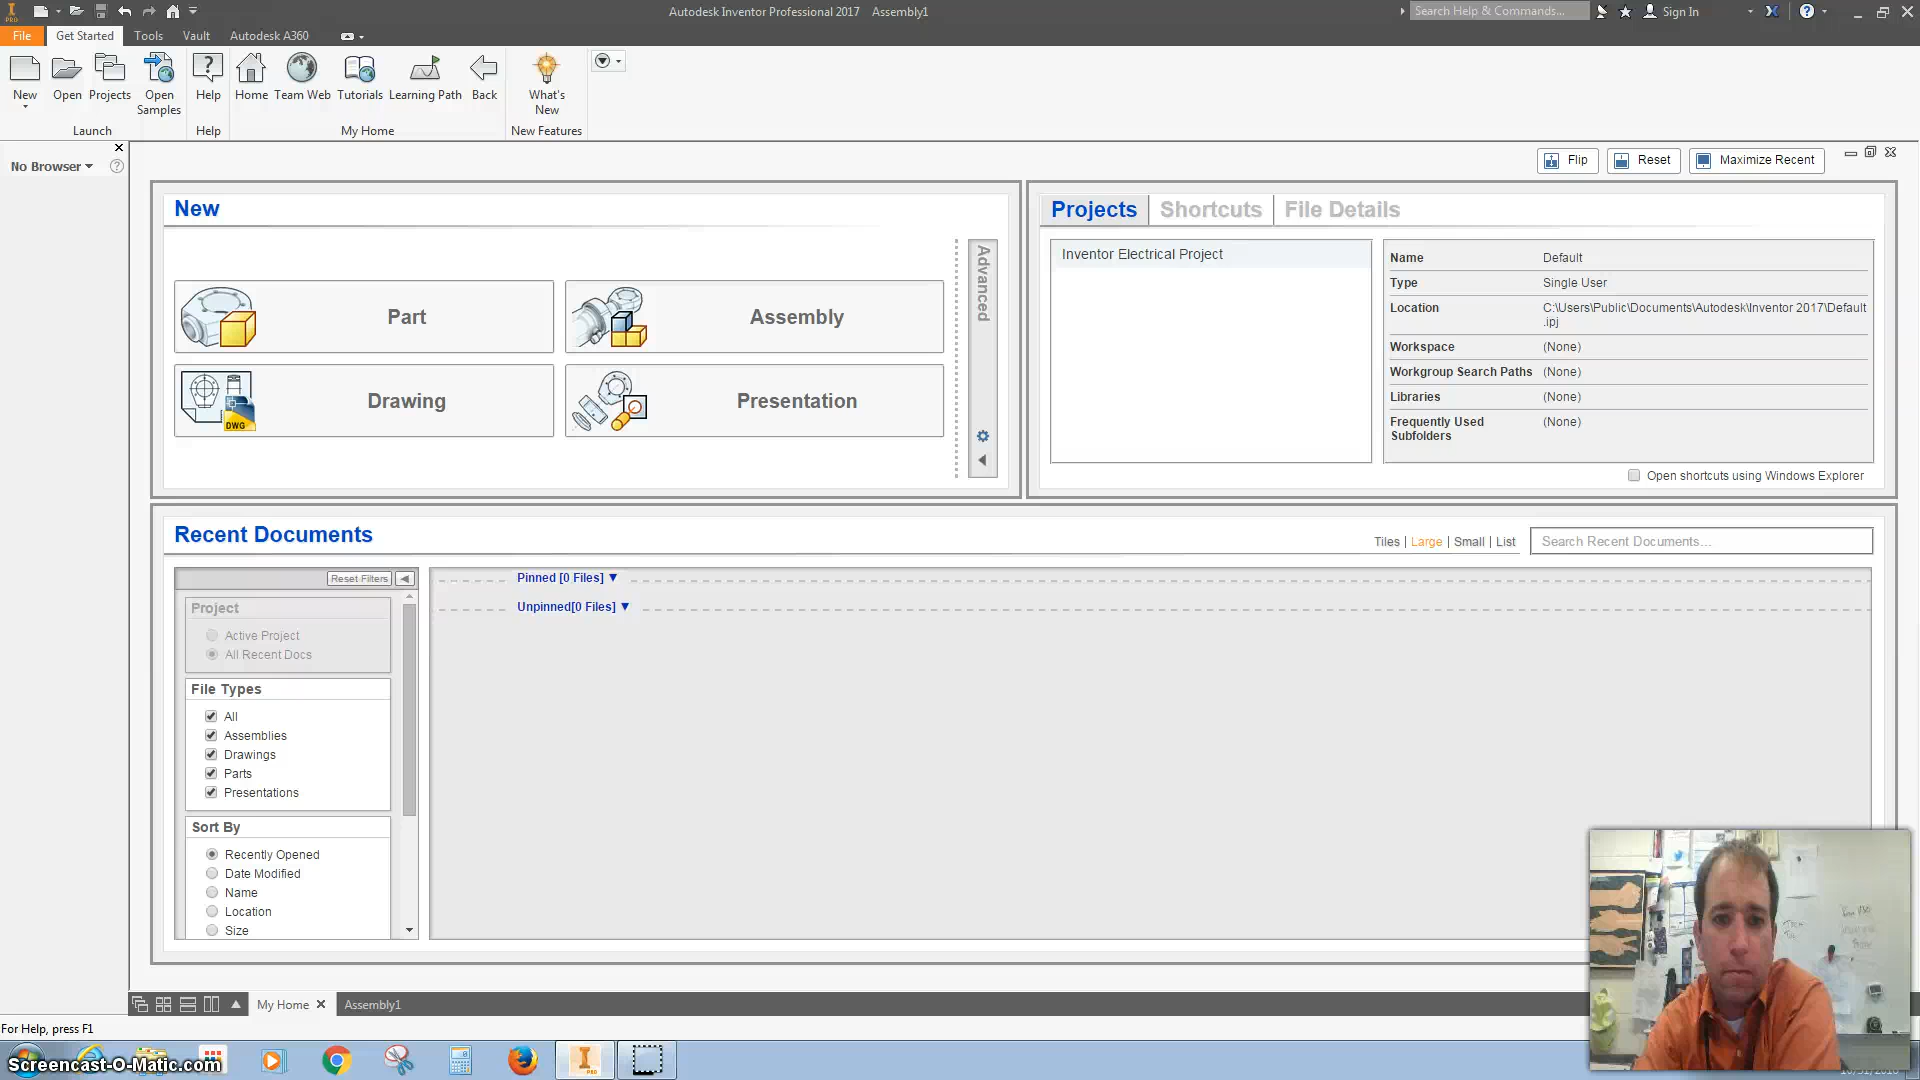 Autodesk Inventor Professional 2017 Assembly1
Search Help & Commands...
Sign In
PRO
File
Get Started
Tools
Vault
Autodesk A360
New
Open
Projects
Open Samples
Help
Home
Team Web
Tutorials
Learning Path
Back
What's New
Launch
Help
My Home
New Features
No Browser
Flip
Reset
Maximize Recent
New
Part
Assembly
Drawing
DWG
Presentation
Advanced
Projects
Shortcuts
File Details
Inventor Electrical Project
Name Default
Type Single User
Location C:\Users\Public\Documents\Autodesk\Inventor 2017\Default
.ipj
Workspace (None)
Workgroup Search Paths (None)
Libraries (None)
Frequently Used (None)
Subfolders
Open shortcuts using Windows Explorer
Recent Documents
Tiles | Large | Small | List
Search Recent Documents...
Reset Filters
Project
Active Project
All Recent Docs
File Types
All
Assemblies
Drawings
Parts
Presentations
Sort By
Recently Opened
Date Modified
Name
Location
Size
Pinned [0 Files]
Unpinned[0 Files]
My Home
Assembly1
For Help, press F1
Screencast-O-Matic.com